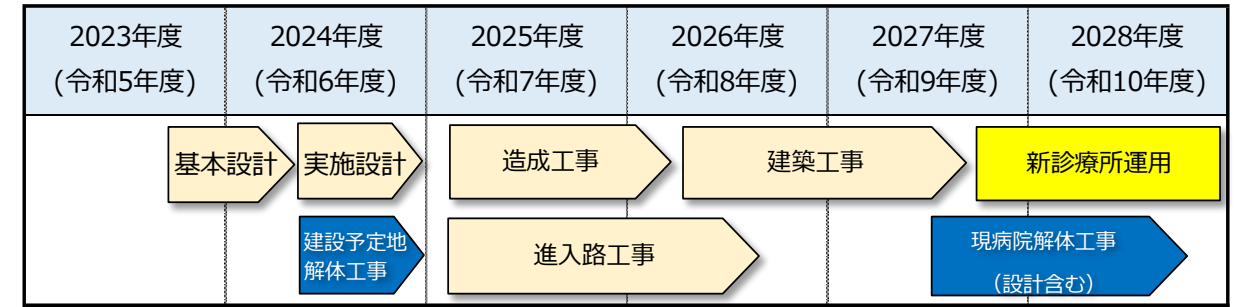 2023年度
(令和5年度)
2024年度
(令和6年度)
2025年度
(令和7年度)
2026年度
(令和8年度)
2027年度
(令和9年度)
2028年度
(令和10年度)
基本設計
実施設計
造成工事
建築工事
新診療所運用
建設予定地
解体工事
進入路工事
現病院解体工事
（設計含む）